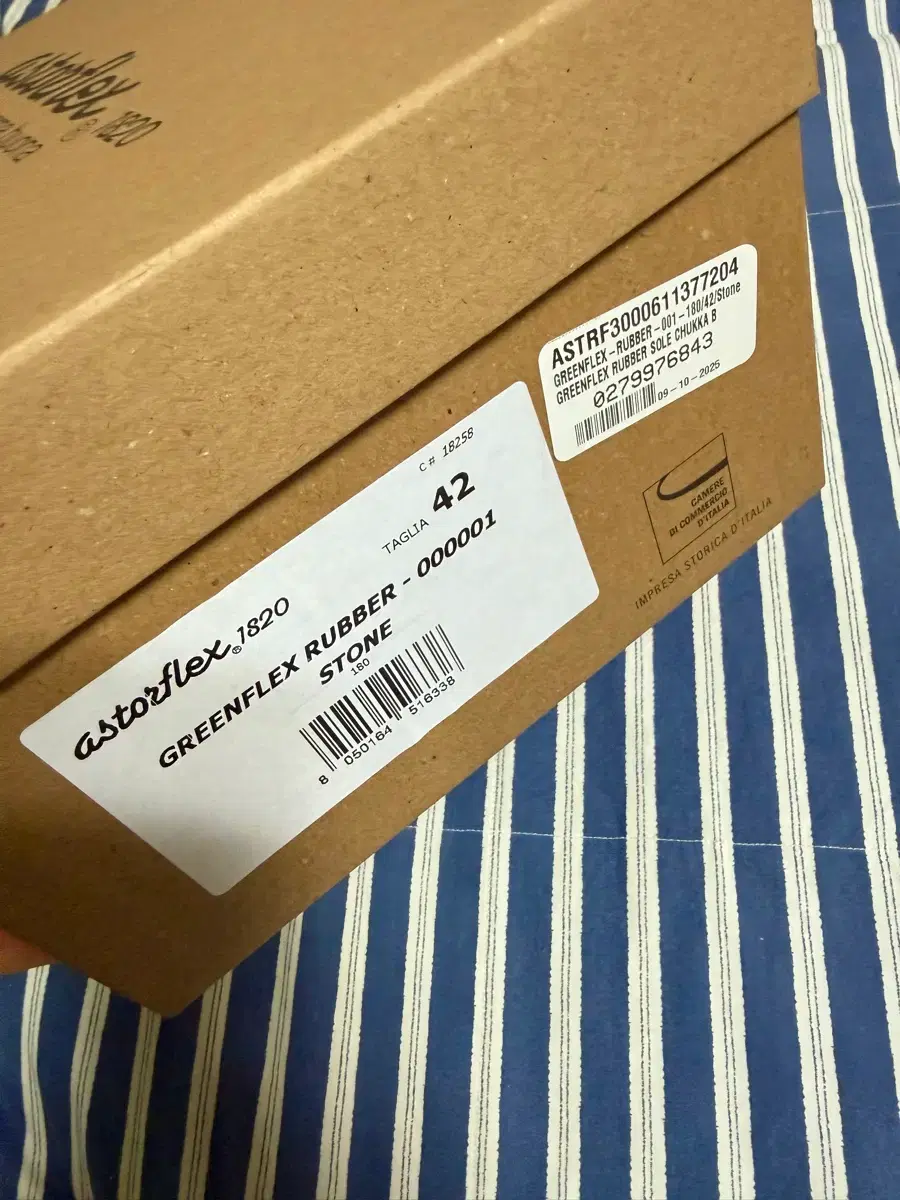 astorflex® 1820
ASTRF3000611377204
GREENFLEX-RUBBER-001-180/42/Stone
GREENFLEX RUBBER SOLE CHUKKA B
0279976843
09-10-2025
C# 18258
TAGLIA 42
astorflex® 1820
GREENFLEX RUBBER - 000001
STONE
180
8 050164 516338
CAMERE
DI COMMERCIO
D'ITALIA
IMPRESA STORICA D'ITALIA